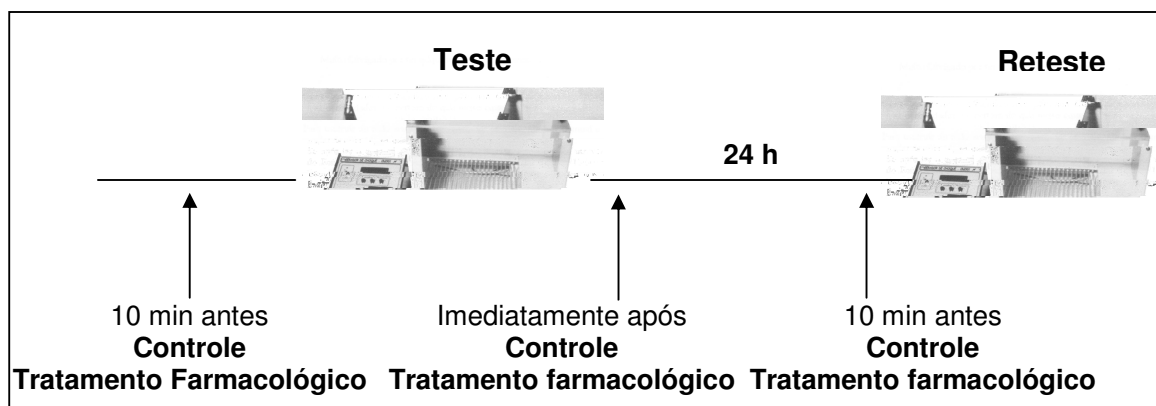 Teste
Reteste
24 h
10 min antes
Controle
Tratamento Farmacológico
Imediatamente após
Controle
Tratamento farmacológico
10 min antes
Controle
Tratamento farmacológico